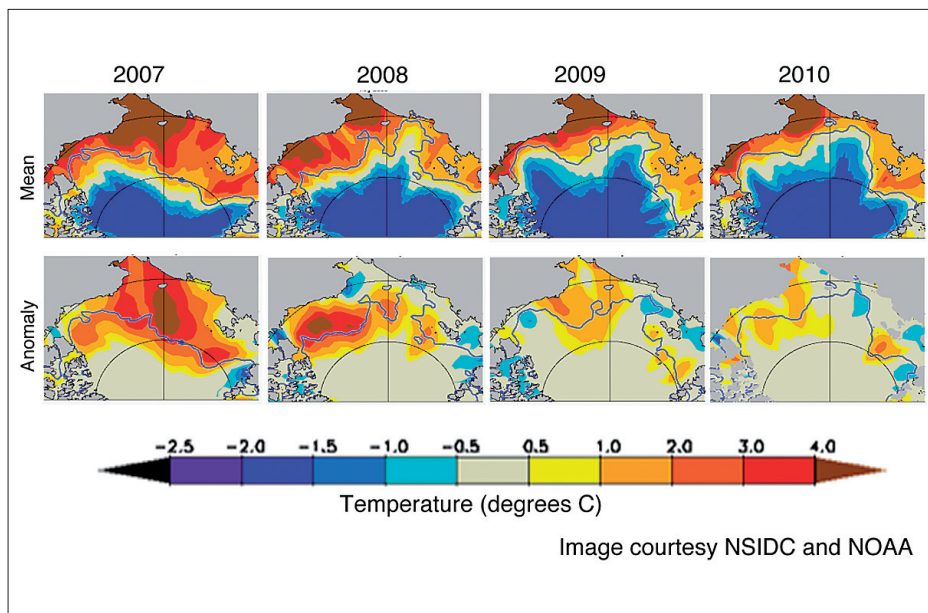 2007 2008 2009 2010
Mean
Anomaly
-2.5 -2.0 -1.5 -1.0 -0.5 0.5 1.0 2.0 3.0 4.0
Temperature (degrees C)
Image courtesy NSIDC and NOAA